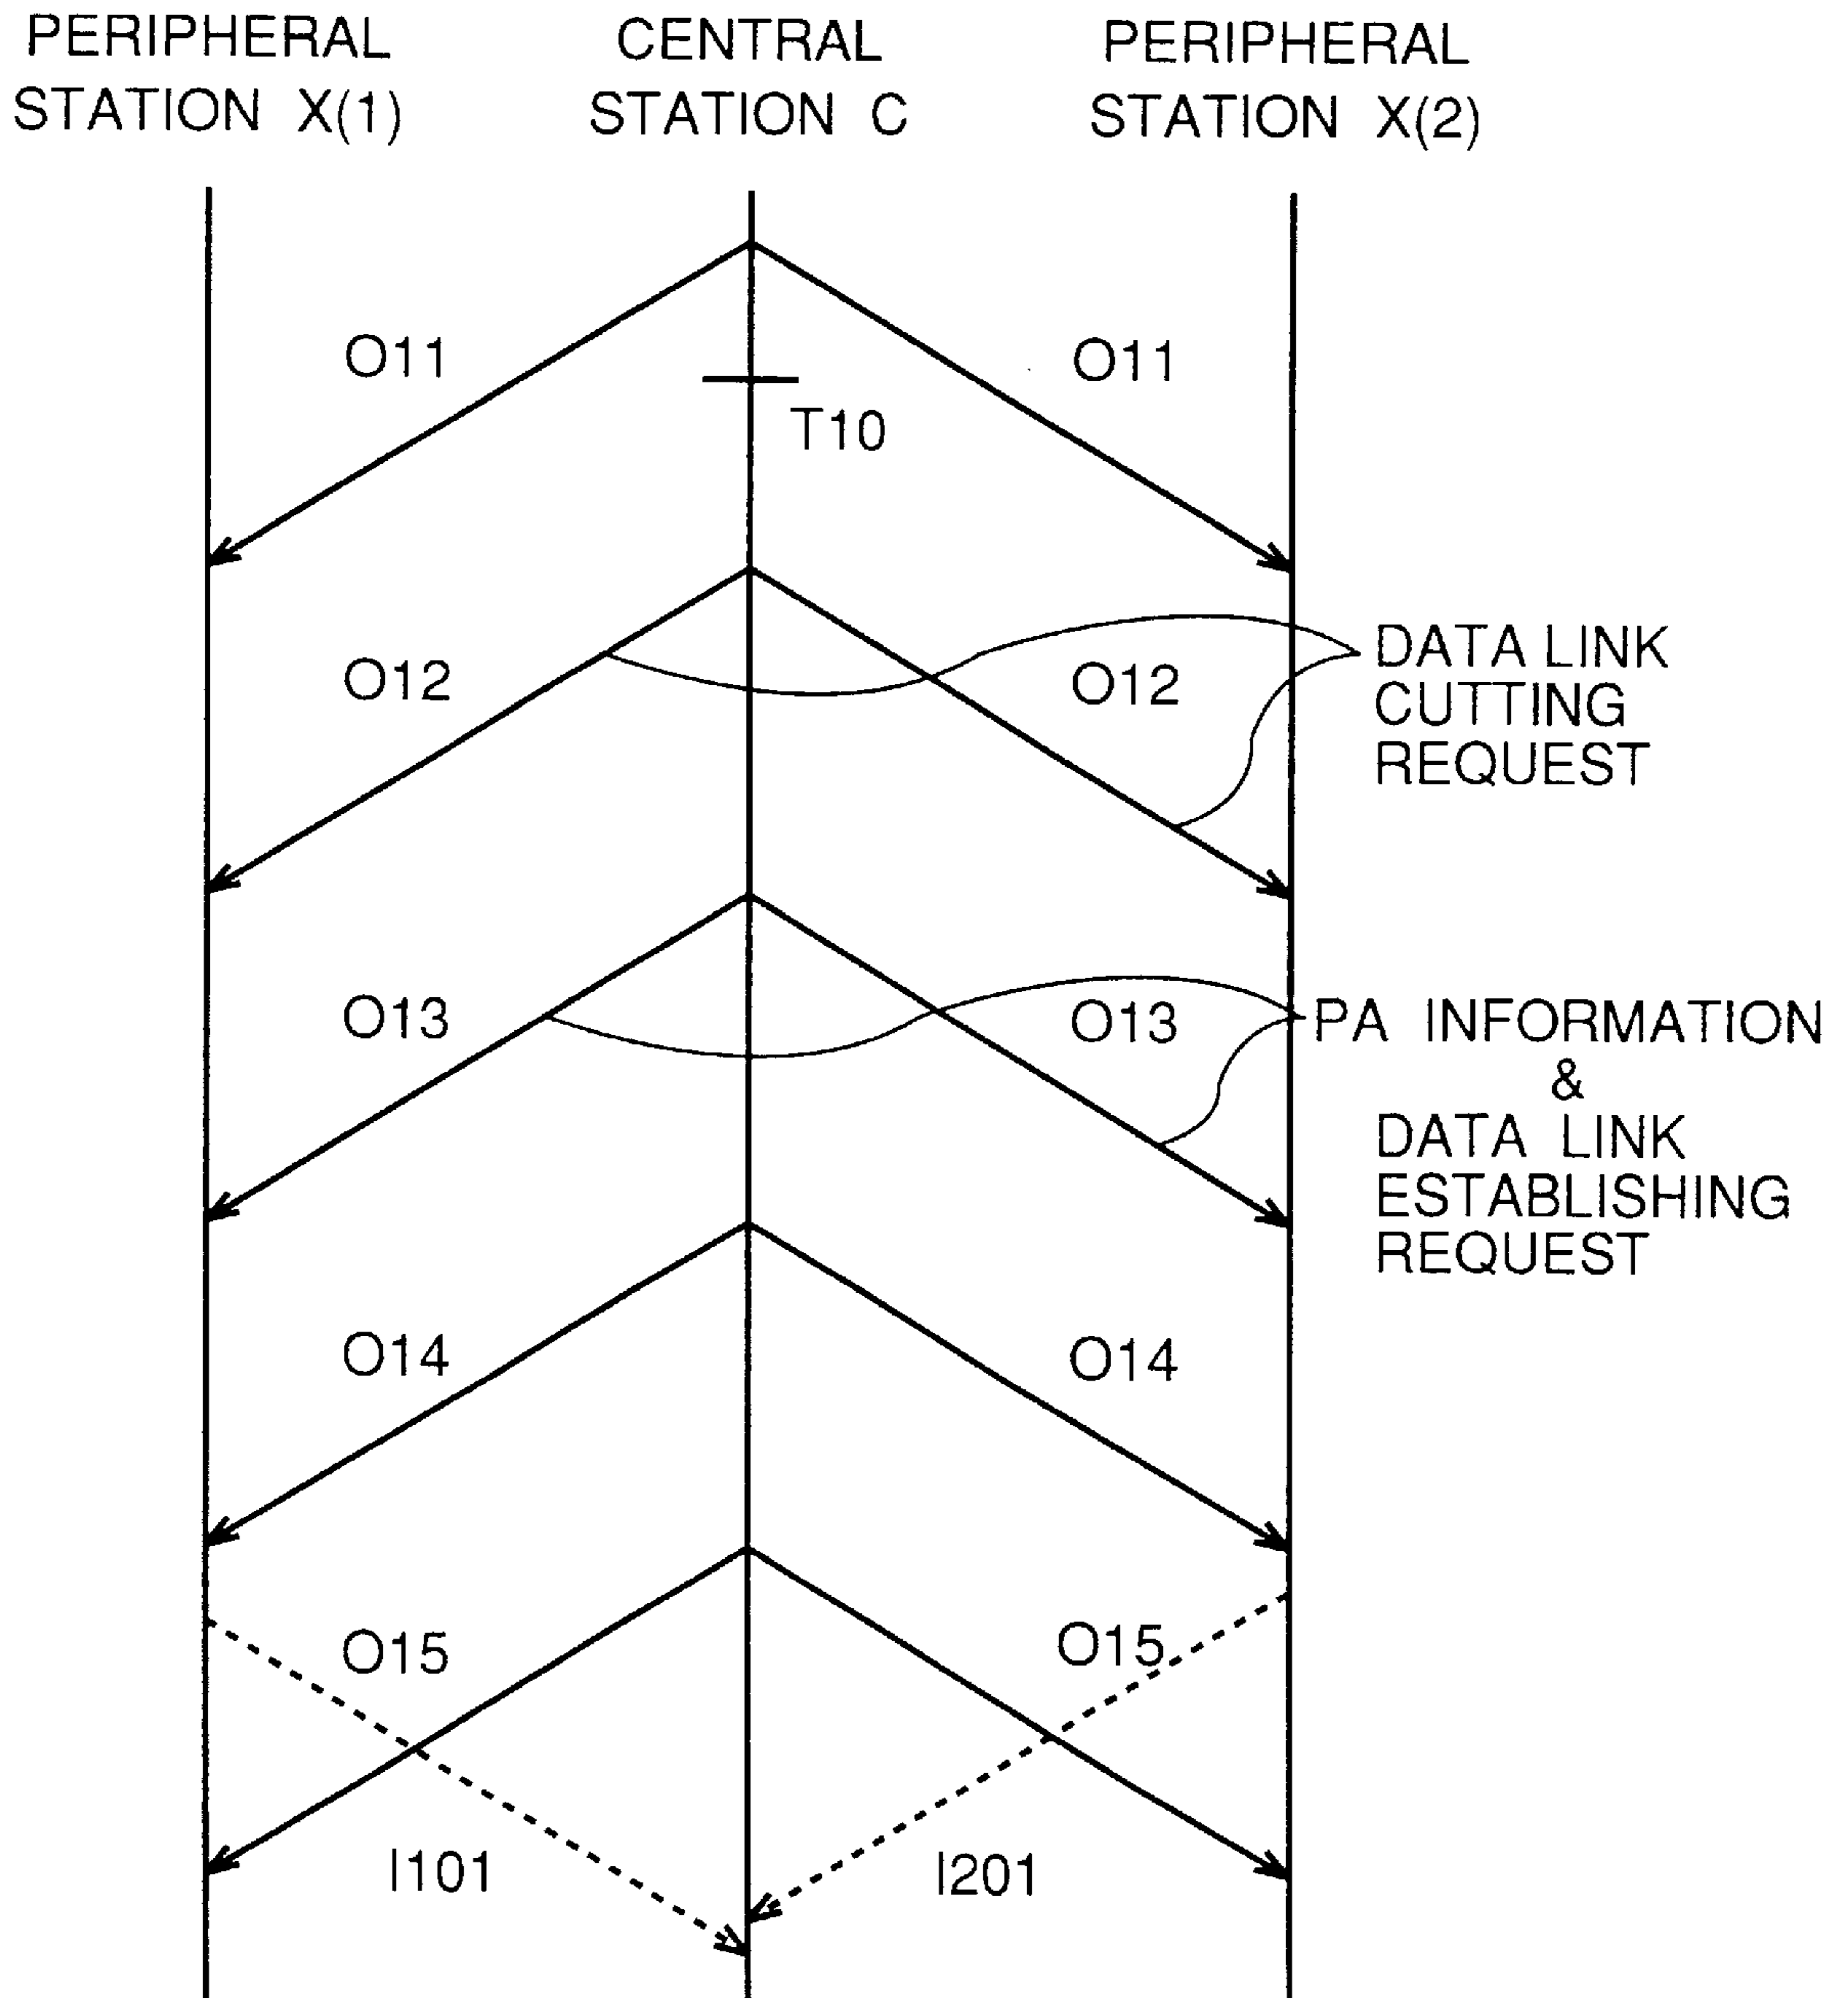 PERIPHERAL
STATION X(1)
CENTRAL
STATION C
PERIPHERAL
STATION X(2)
O11
O11
T10
O12
O12
DATA LINK
CUTTING
REQUEST
O13
O13
PA INFORMATION
&
DATA LINK
ESTABLISHING
REQUEST
O14
O14
O15
O15
I101
I201